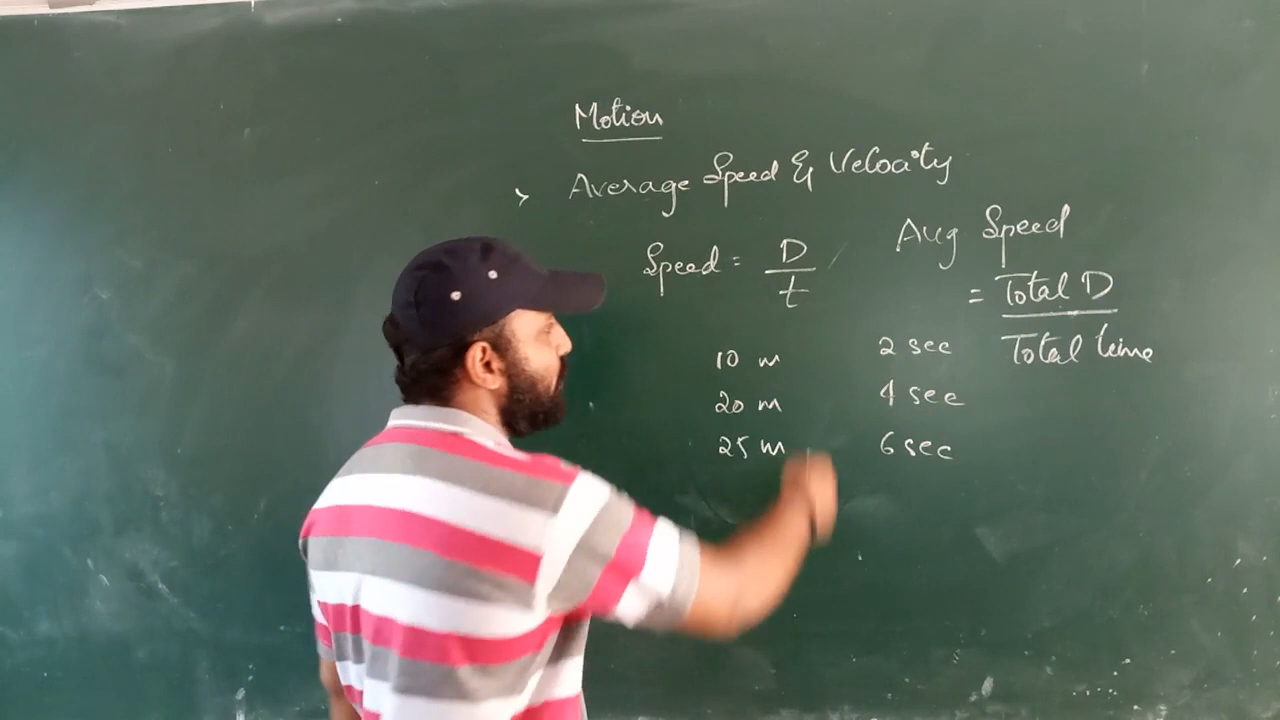 Motion
> Average Speed & Velocity
Speed = D / t
Avg Speed
= Total D / Total time
10 m 2 sec
20 m 4 sec
25 m 6 sec